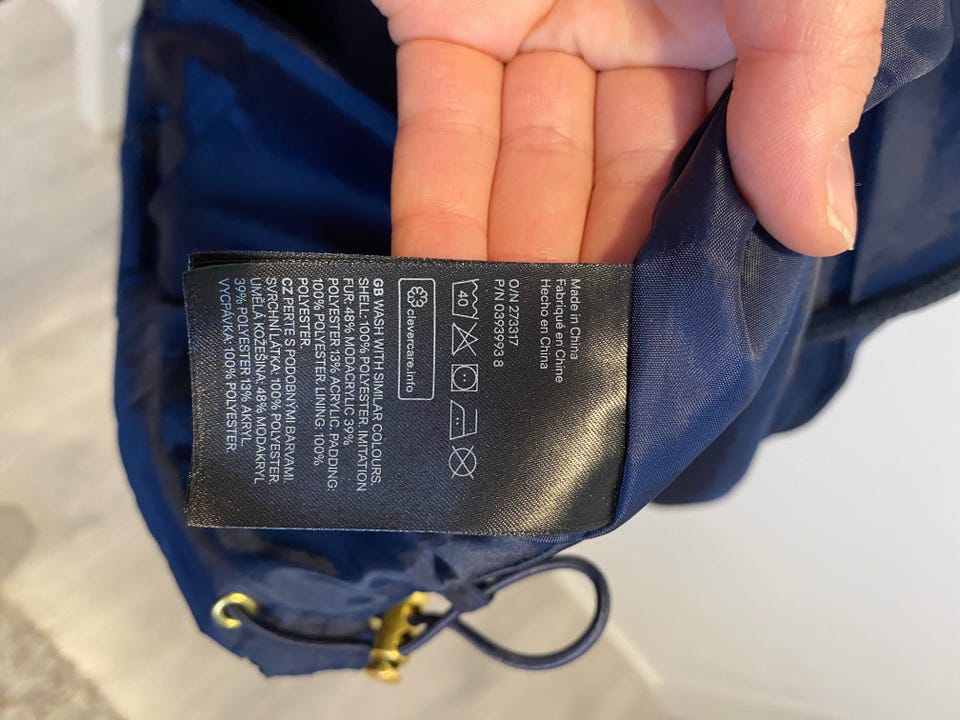 Made in China
Fabriqué en Chine
Hecho en China
O/N 273317
P/N 0393993 8
40
clevercare.info
GB WASH WITH SIMILAR COLOURS.
SHELL: 100% POLYESTER. IMITATION
FUR: 48% MODACRYLIC 39%
POLYESTER 13% ACRYLIC. PADDING:
100% POLYESTER. LINING: 100%
POLYESTER.
CZ PERTE S PODOBNÝMI BARVAMI.
SVRCHNÍ LÁTKA: 100% POLYESTER
UMĚLÁ KOŽEŠINA: 48% MODAKRYL
39% POLYESTER 13% AKRYL
VYCPÁVKA: 100% POLYESTER.